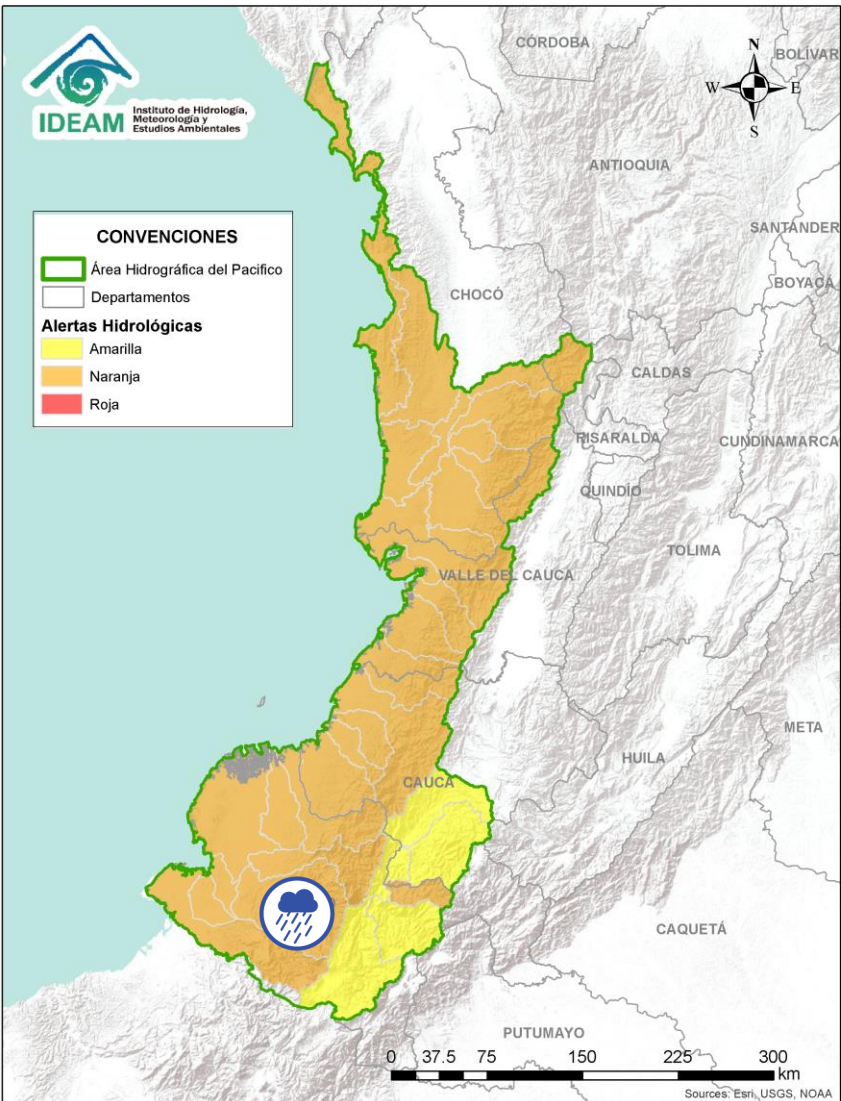 IDEAM
Instituto de Hidrología,
Meteorología y
Estudios Ambientales
N
W
E
S
CONVENCIONES
Área Hidrográfica del Pacifico
Departamentos
Alertas Hidrológicas
Amarilla
Naranja
Roja
CÓRDOBA
BOLIVAR
ANTIOQUIA
SANTANDER
BOYACÁ
CHOCÓ
CALDAS
RISARALDA
CUNDINAMARCA
QUINDÍO
TOLIMA
VALLE DEL CAUCA
META
HUILA
CAUCA
CAQUETÁ
PUTUMAYO
0 37.5 75 150 225 300
km
Sources: Esri, USGS, NOAA